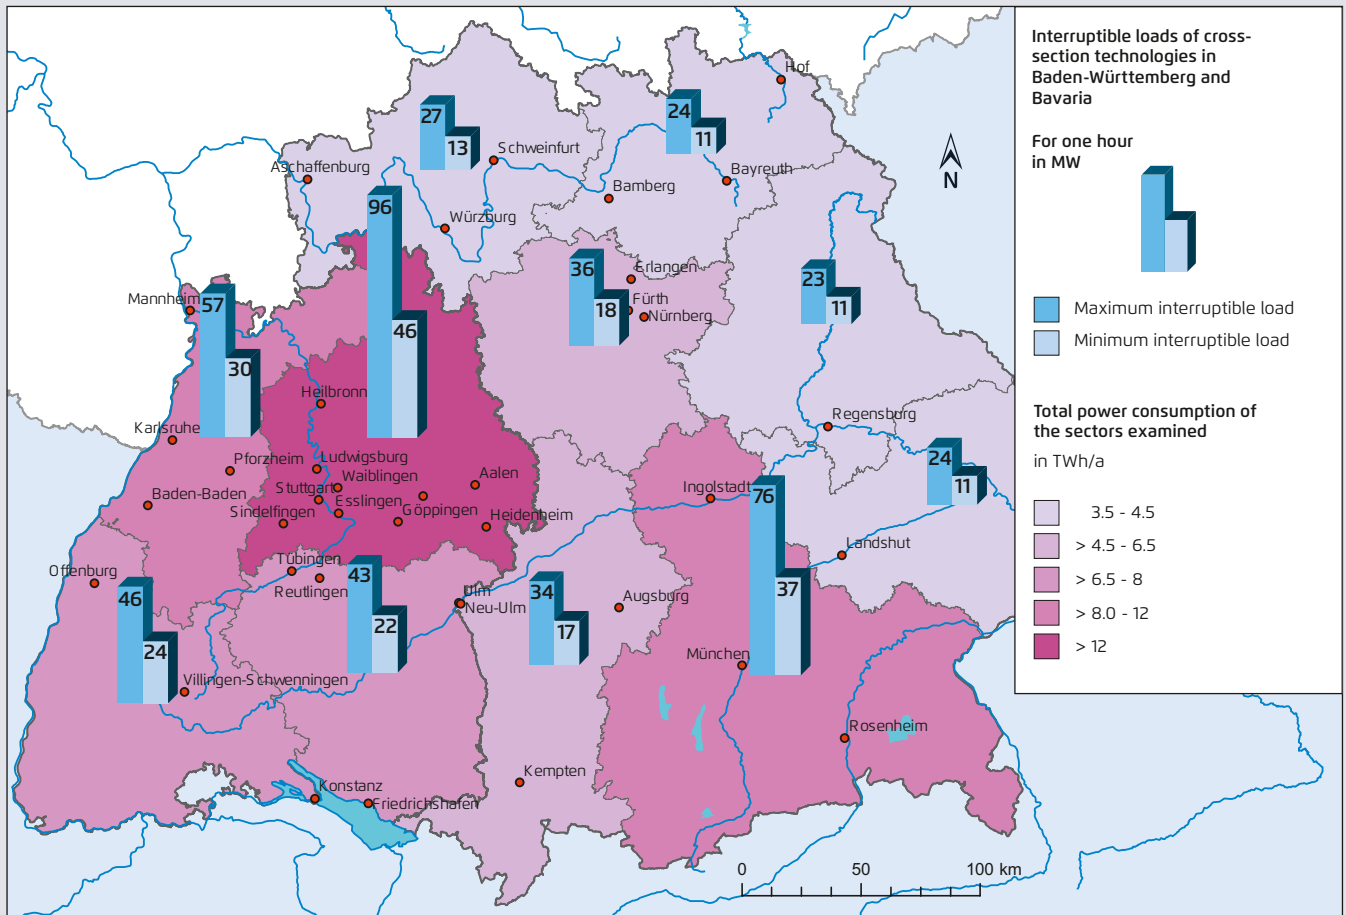 Interruptible loads of cross-
section technologies in
Baden-Württemberg and
Bavaria
For one hour
in MW
Maximum interruptible load
Minimum interruptible load
Total power consumption of
the sectors examined
in TWh/a
3.5 - 4.5
> 4.5 - 6.5
> 6.5 - 8
> 8.0 - 12
> 12
N
Hof
24
11
27
13
Schweinfurt
Aschaffenburg
Bayreuth
Bamberg
96
46
Würzburg
36
18
Erlangen
Fürth
Nürnberg
23
11
Mannheim
57
30
Heilbronn
Karlsruhe
Regensburg
Pforzheim
Ludwigsburg
Waiblingen
Aalen
24
11
Baden-Baden
Stuttgart
Esslingen
Göppingen
Sindelfingen
Heidenheim
Ingolstadt
76
37
Landshut
Tübingen
Reutlingen
Offenburg
43
22
46
24
Ulm
Neu-Ulm
34
17
Augsburg
München
Villingen-Schwenningen
Rosenheim
Kempten
Konstanz
Friedrichshafen
0
50
100 km